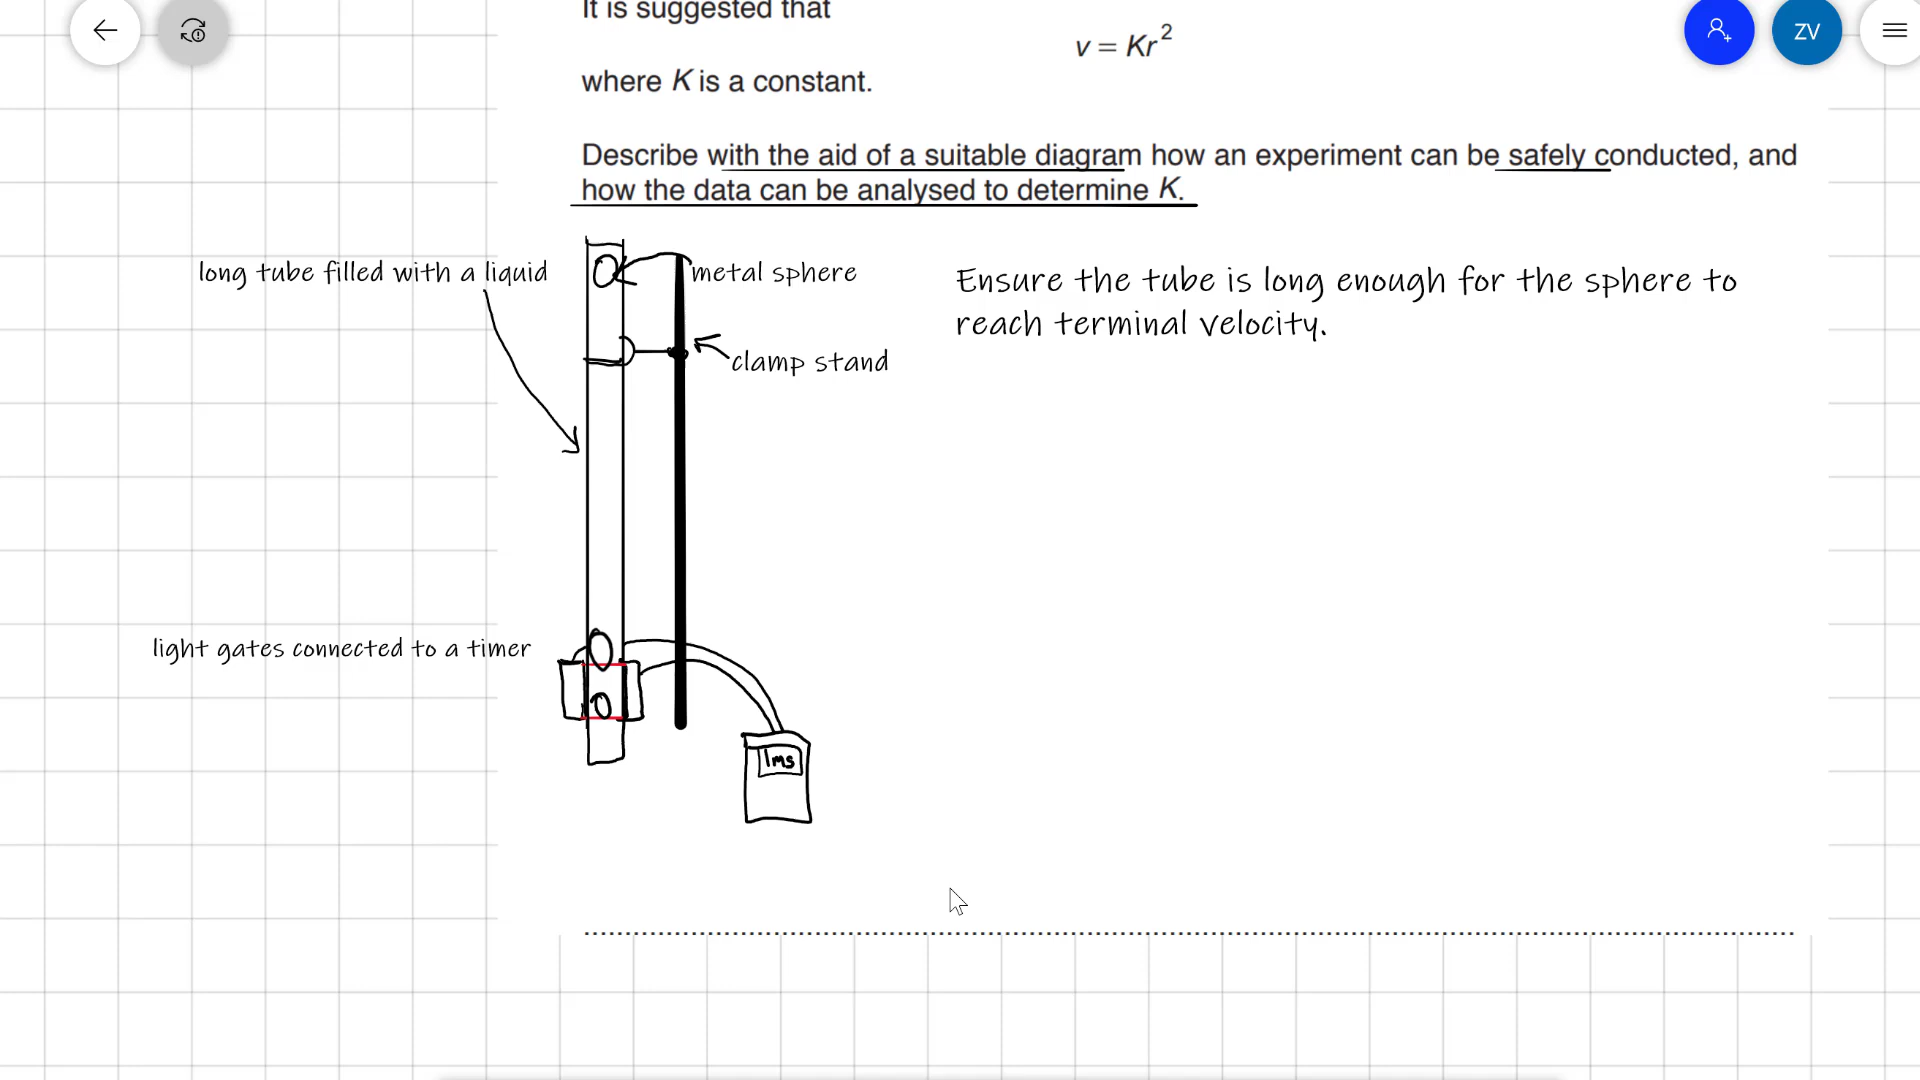 It is suggested that
v = Kr²
where K is a constant.
Describe with the aid of a suitable diagram how an experiment can be safely conducted, and
how the data can be analysed to determine K.
long tube filled with a liquid
metal sphere
clamp stand
light gates connected to a timer
1ms
Ensure the tube is long enough for the sphere to
reach terminal velocity.
ZV